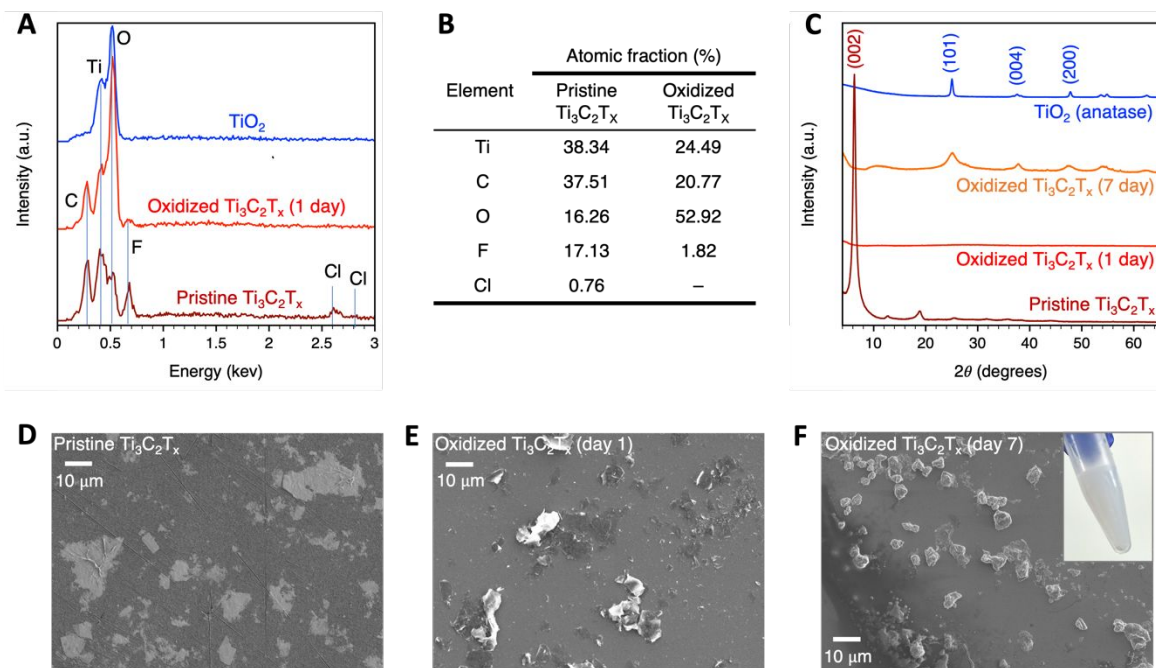 A
O
Ti
TiO₂
C
Oxidized Ti₃C₂Tₓ (1 day)
F
Cl
Cl
Pristine Ti₃C₂Tₓ
Intensity (a.u.)
0 0.5 1 1.5 2 2.5 3
Energy (kev)
B
Atomic fraction (%)
Element Pristine Oxidized
Ti₃C₂Tₓ Ti₃C₂Tₓ
Ti 38.34 24.49
C 37.51 20.77
O 16.26 52.92
F 17.13 1.82
Cl 0.76 –
C
(002)
(101)
(004)
(200)
TiO₂ (anatase)
Oxidized Ti₃C₂Tₓ (7 day)
Oxidized Ti₃C₂Tₓ (1 day)
Pristine Ti₃C₂Tₓ
Intensity (a.u.)
10 20 30 40 50 60
2θ (degrees)
D
Pristine Ti₃C₂Tₓ
10 μm
E
Oxidized Ti₃C₂Tₓ (day 1)
10 μm
F
Oxidized Ti₃C₂Tₓ (day 7)
10 μm